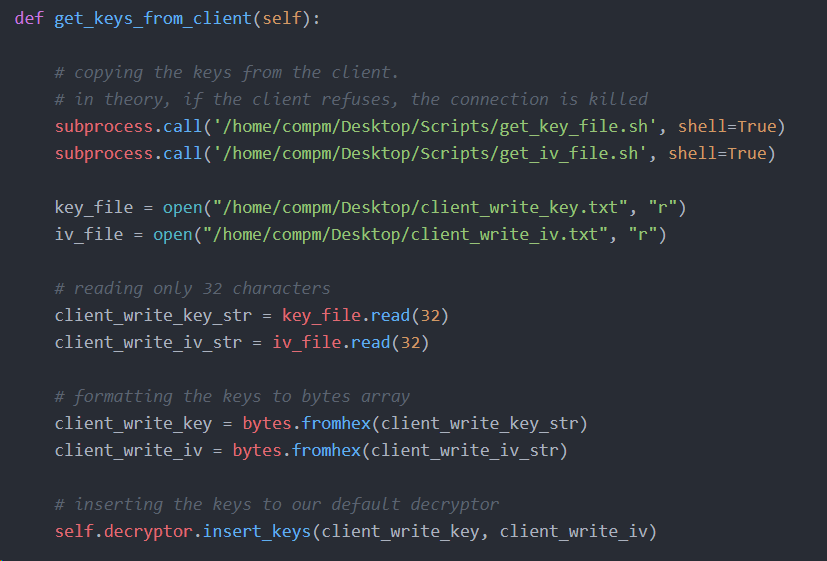 def get_keys_from_client(self):
# copying the keys from the client.
# in theory, if the client refuses, the connection is killed
subprocess.call('/home/compm/Desktop/Scripts/get_key_file.sh', shell=True)
subprocess.call('/home/compm/Desktop/Scripts/get_iv_file.sh', shell=True)
key_file = open("/home/compm/Desktop/client_write_key.txt", "r")
iv_file = open("/home/compm/Desktop/client_write_iv.txt", "r")
# reading only 32 characters
client_write_key_str = key_file.read(32)
client_write_iv_str = iv_file.read(32)
# formatting the keys to bytes array
client_write_key = bytes.fromhex(client_write_key_str)
client_write_iv = bytes.fromhex(client_write_iv_str)
# inserting the keys to our default decryptor
self.decryptor.insert_keys(client_write_key, client_write_iv)